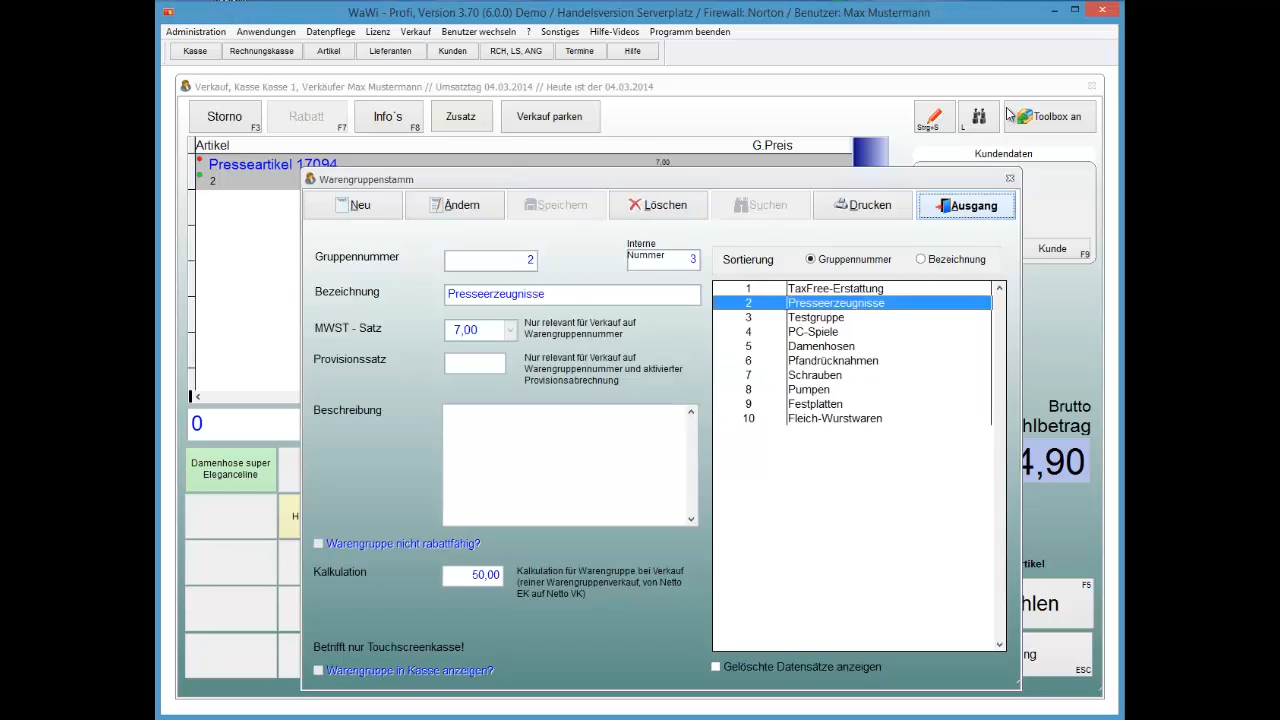 WaWi - Profi, Version 3.70 (6.0.0) Demo / Handelsversion Serverplatz / Firewall: Norton / Benutzer: Max Mustermann
Administration Anwendungen Datenpflege Lizenz Verkauf Benutzer wechseln ? Sonstiges Hilfe-Videos Programm beenden
Kasse Rechnungskasse Artikel Lieferanten Kunden RCH, LS, ANG Termine Hilfe
Verkauf, Kasse Kasse 1, Verkäufer Max Mustermann // Umsatztag 04.03.2014 // Heute ist der 04.03.2014
Storno F3 Rabatt F7 Info´s F8 Zusatz Verkauf parken Strg+S L Toolbox an
Artikel G.Preis Kundendaten
Presseartikel 17094 7,00
2
Warengruppenstamm
Neu Ändern Speichern Löschen Suchen Drucken Ausgang
Kunde F9
Gruppennummer 2 Interne Nummer 3
Sortierung Gruppennummer Bezeichnung
Bezeichnung Presseerzeugnisse
MWST - Satz 7,00 Nur relevant für Verkauf auf
Warengruppennummer
Provisionssatz Nur relevant für Verkauf auf
Warengruppennummer und aktivierter
Provisionsabrechnung
Beschreibung
1 TaxFree-Erstattung
2 Presseerzeugnisse
3 Testgruppe
4 PC-Spiele
5 Damenhosen
6 Pfandrücknahmen
7 Schrauben
8 Pumpen
9 Festplatten
10 Fleich-Wurstwaren
0
Brutto
hlbetrag
4,90
Damenhose super
Eleganceline
H
Warengruppe nicht rabattfähig?
Kalkulation 50,00 Kalkulation für Warengruppe bei Verkauf
(reiner Warengruppenverkauf, von Netto
EK auf Netto VK)
tikel
F5
hlen
Betrifft nur Touchscreenkasse!
Warengruppe in Kasse anzeigen?
Gelöschte Datensätze anzeigen
ng
ESC